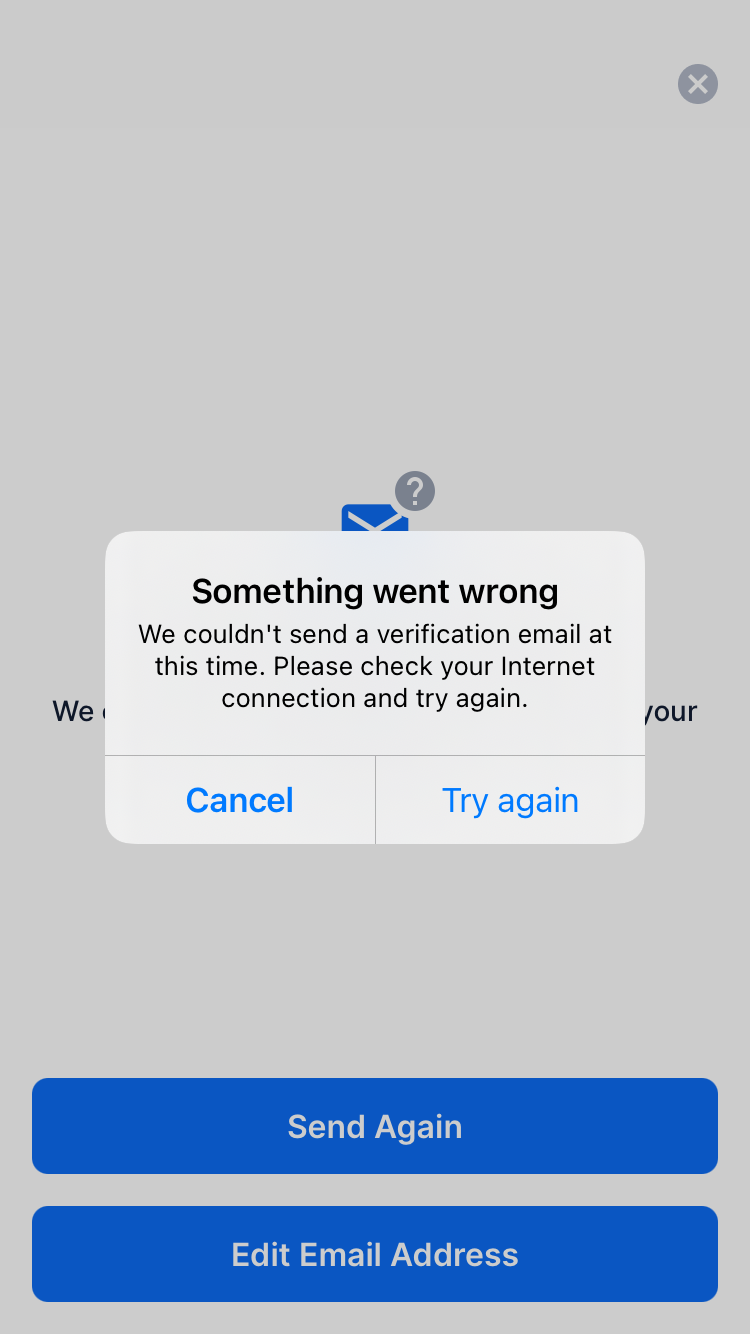 Something went wrong
We couldn't send a verification email at
this time. Please check your Internet
connection and try again.
We your
Cancel Try again
Send Again
Edit Email Address